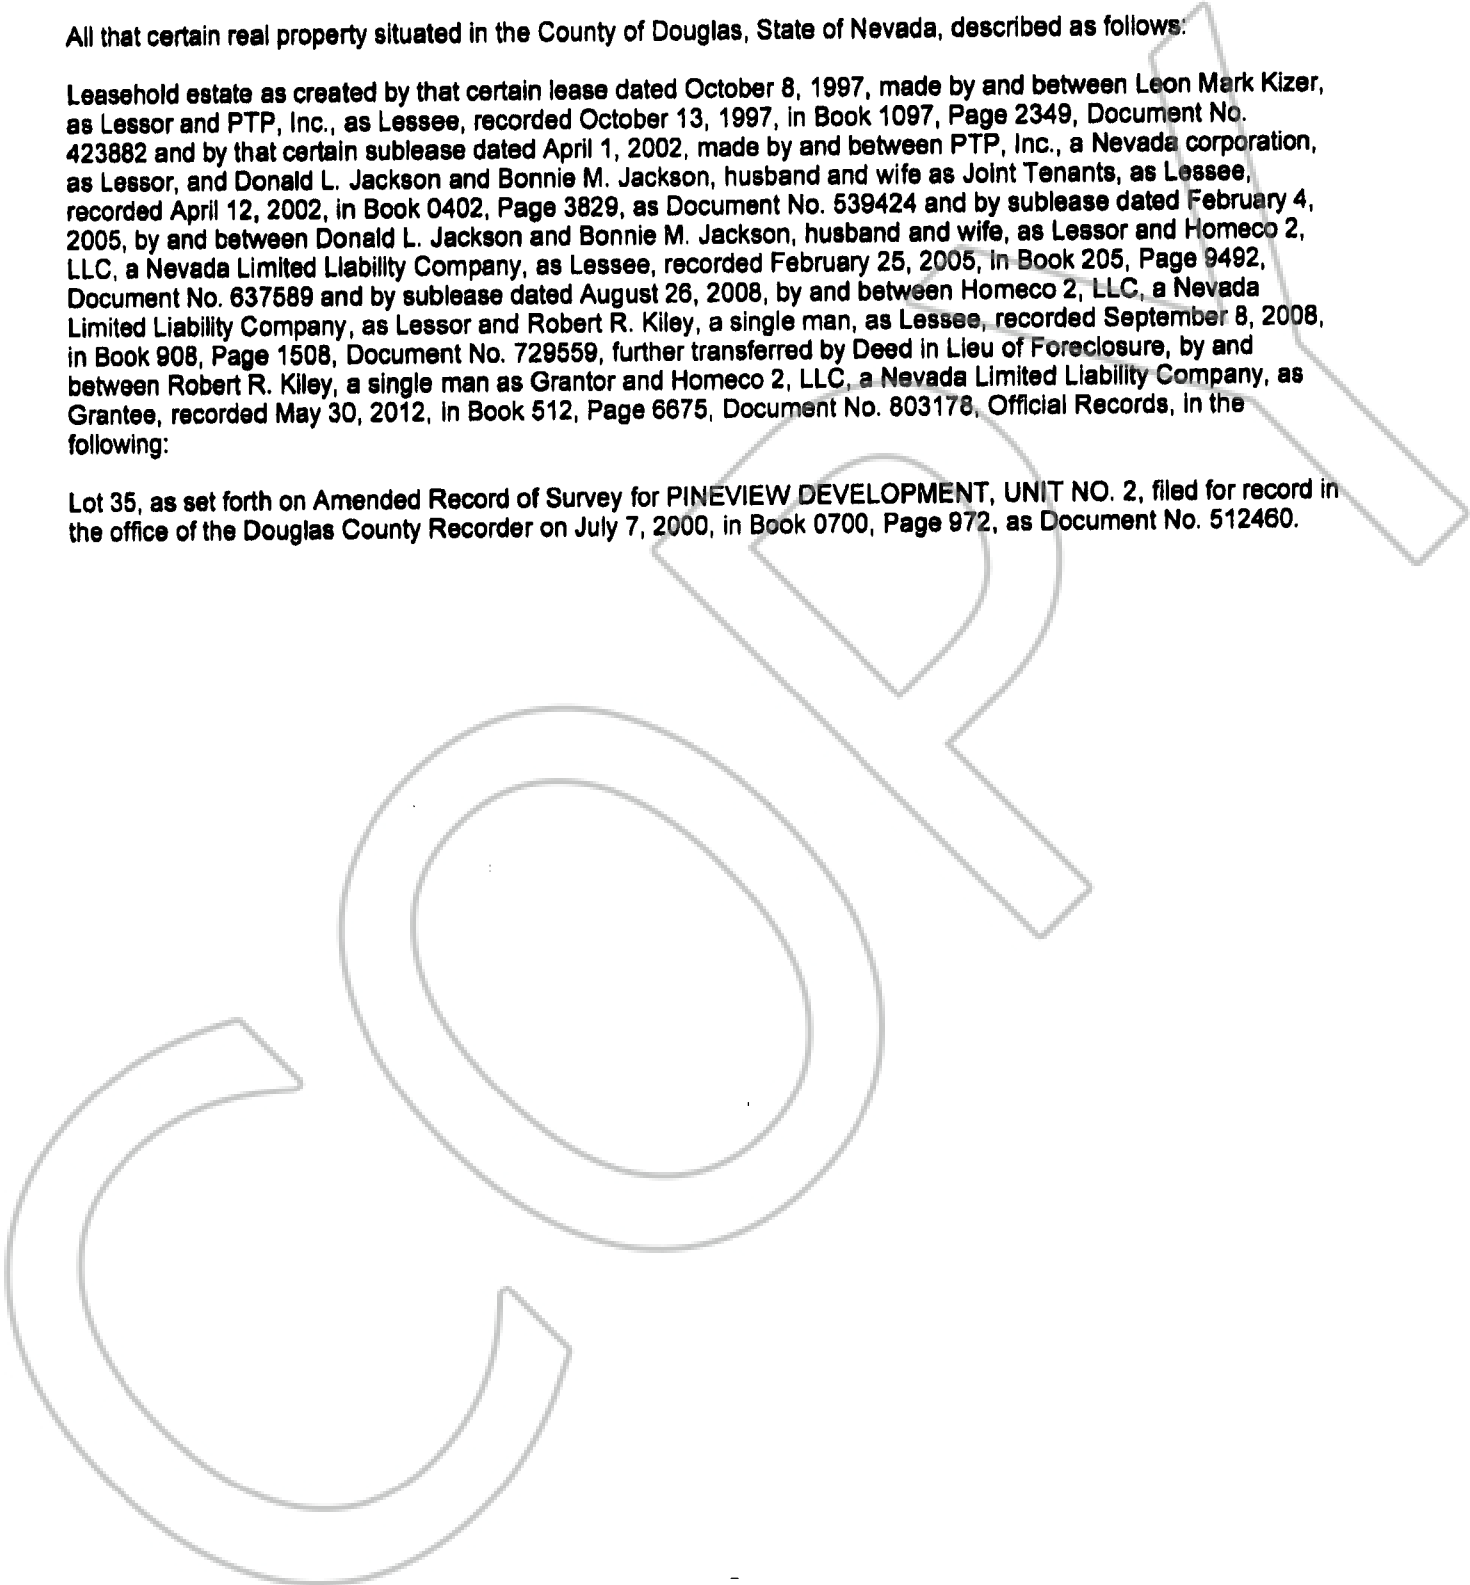 All that certain real property situated in the County of Douglas, State of Nevada, described as follows:
Leasehold estate as created by that certain lease dated October 8, 1997, made by and between Leon Mark Kizer,
as Lessor and PTP, Inc., as Lessee, recorded October 13, 1997, in Book 1097, Page 2349, Document No.
423882 and by that certain sublease dated April 1, 2002, made by and between PTP, Inc., a Nevada corporation,
as Lessor, and Donald L. Jackson and Bonnie M. Jackson, husband and wife as Joint Tenants, as Lessee,
recorded April 12, 2002, in Book 0402, Page 3829, as Document No. 539424 and by sublease dated February 4,
2005, by and between Donald L. Jackson and Bonnie M. Jackson, husband and wife, as Lessor and Homeco 2,
LLC, a Nevada Limited Liability Company, as Lessee, recorded February 25, 2005, in Book 205, Page 9492,
Document No. 637589 and by sublease dated August 26, 2008, by and between Homeco 2, LLC, a Nevada
Limited Liability Company, as Lessor and Robert R. Kiley, a single man, as Lessee, recorded September 8, 2008,
in Book 908, Page 1508, Document No. 729559, further transferred by Deed in Lieu of Foreclosure, by and
between Robert R. Kiley, a single man as Grantor and Homeco 2, LLC, a Nevada Limited Liability Company, as
Grantee, recorded May 30, 2012, in Book 512, Page 6675, Document No. 803178, Official Records, in the
following:
Lot 35, as set forth on Amended Record of Survey for PINEVIEW DEVELOPMENT, UNIT NO. 2, filed for record in
the office of the Douglas County Recorder on July 7, 2000, in Book 0700, Page 972, as Document No. 512460.
COPY